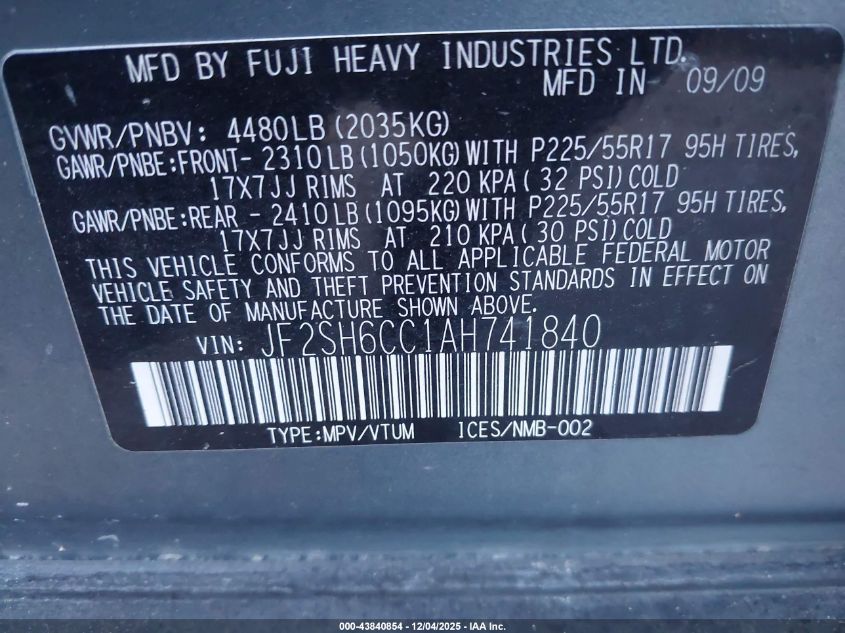 MFD BY FUJI HEAVY INDUSTRIES LTD.
MFD IN 09/09
GVWR/PNBV: 4480LB(2035KG)
GAWR/PNBE:FRONT- 2310LB(1050KG)WITH P225/55R17 95H TIRES,
17X7JJ RIMS AT 220 KPA(32 PSI)COLD
GAWR/PNBE:REAR - 2410LB(1095KG)WITH P225/55R17 95H TIRES,
17X7JJ RIMS AT 210 KPA(30 PSI)COLD
THIS VEHICLE CONFORMS TO ALL APPLICABLE FEDERAL MOTOR
VEHICLE SAFETY AND THEFT PREVENTION STANDARDS IN EFFECT ON
THE DATE OF MANUFACTURE SHOWN ABOVE.
VIN: JF2SH6CC1AH741840
TYPE:MPV/VTUM ICES/NMB-002
000-43840854 - 12/04/2025 - IAA Inc.